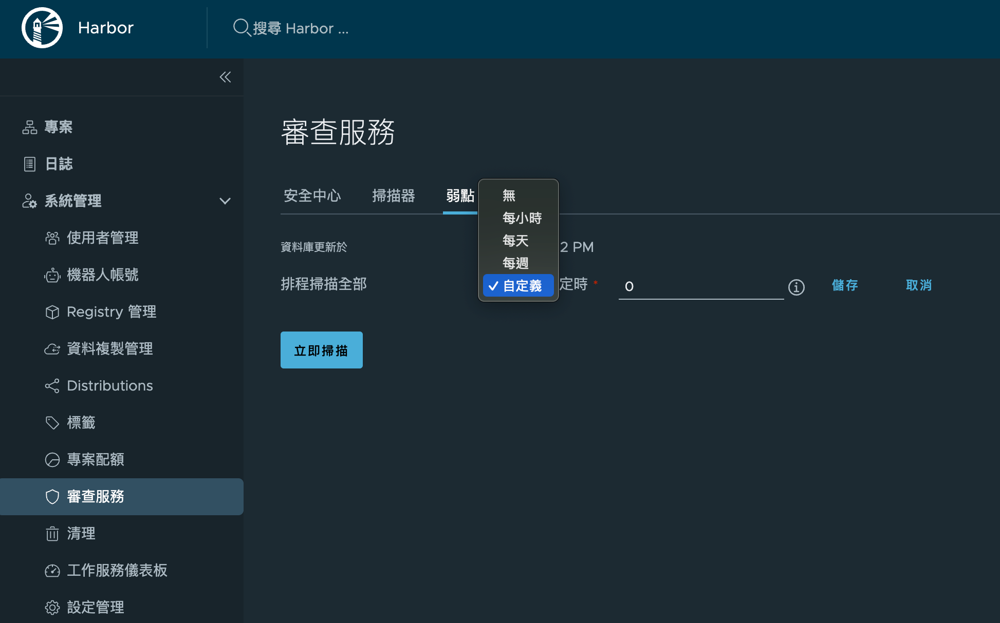 Harbor
搜尋 Harbor ...
專案
日誌
系統管理
使用者管理
機器人帳號
Registry 管理
資料複製管理
Distributions
標籤
專案配額
審查服務
清理
工作服務儀表板
設定管理
審查服務
安全中心 掃描器 弱點
無
每小時
每天
每週
✓ 自定義
資料庫更新於 2 PM
排程掃描全部 定時 * 0 儲存 取消
立即掃描